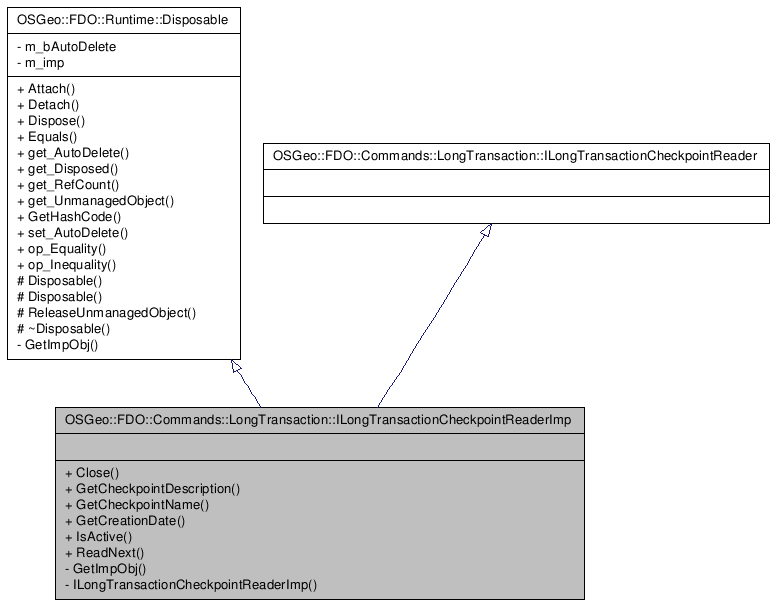 OSGeo::FDO::Runtime::Disposable
- m_bAutoDelete
- m_imp
+ Attach()
+ Detach()
+ Dispose()
+ Equals()
+ get_AutoDelete()
+ get_Disposed()
+ get_RefCount()
+ get_UnmanagedObject()
+ GetHashCode()
+ set_AutoDelete()
+ op_Equality()
+ op_Inequality()
# Disposable()
# Disposable()
# ReleaseUnmanagedObject()
# ~Disposable()
- GetImpObj()
OSGeo::FDO::Commands::LongTransaction::ILongTransactionCheckpointReader
OSGeo::FDO::Commands::LongTransaction::ILongTransactionCheckpointReaderImp
+ Close()
+ GetCheckpointDescription()
+ GetCheckpointName()
+ GetCreationDate()
+ IsActive()
+ ReadNext()
- GetImpObj()
- ILongTransactionCheckpointReaderImp()